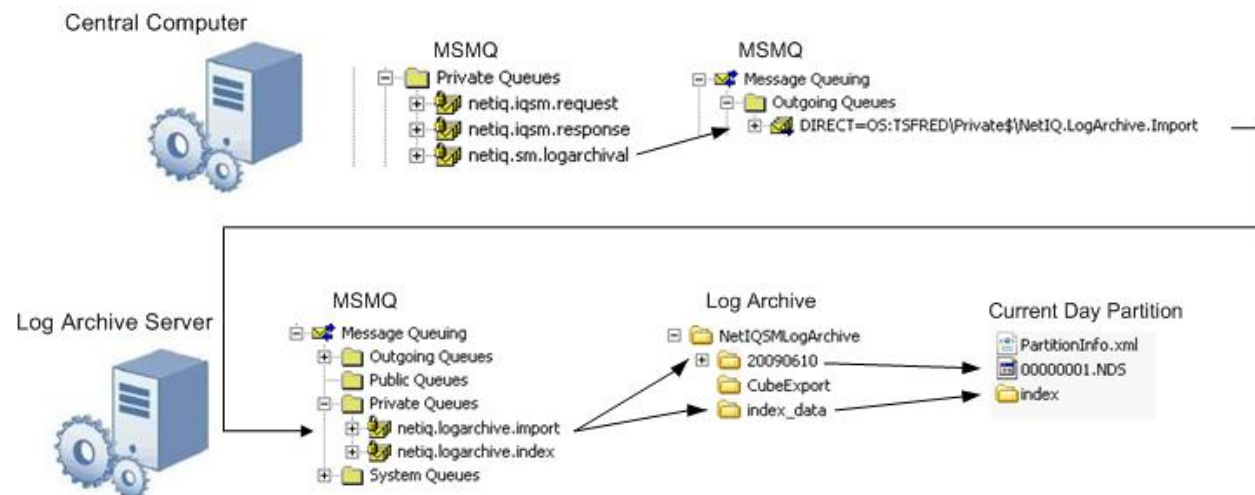 Central Computer
MSMQ
Private Queues
netiq.iqsm.request
netiq.iqsm.response
netiq.sm.logarchival
MSMQ
Message Queuing
Outgoing Queues
DIRECT=OS:TSFRED\Private$\NetIQ.LogArchive.Import
Log Archive Server
MSMQ
Message Queuing
Outgoing Queues
Public Queues
Private Queues
netiq.logarchive.import
netiq.logarchive.index
System Queues
Log Archive
NetIQSMLogArchive
20090610
CubeExport
index_data
Current Day Partition
PartitionInfo.xml
00000001.NDS
index